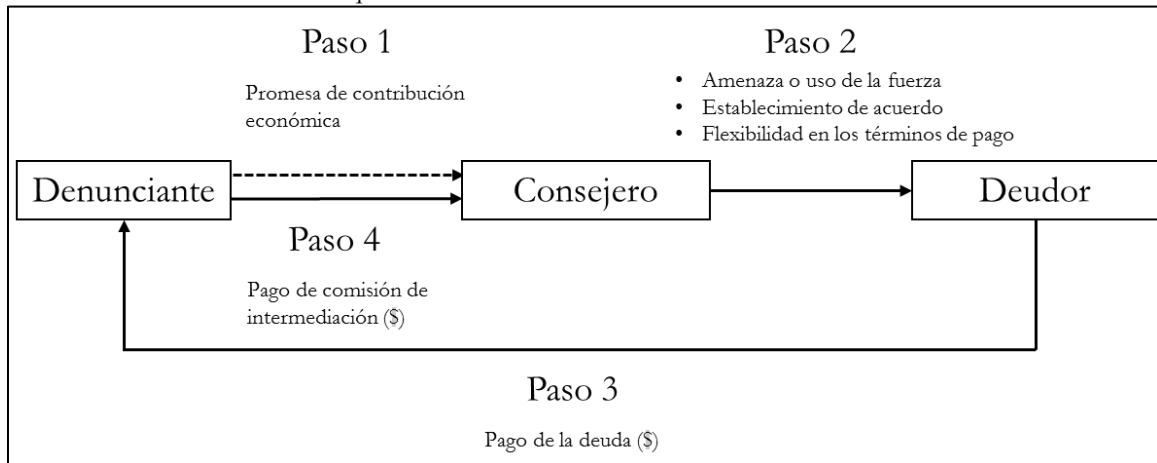 Paso 1
Promesa de contribución
económica
Paso 2
• Amenaza o uso de la fuerza
• Establecimiento de acuerdo
• Flexibilidad en los términos de pago
Denunciante
Consejero
Deudor
Paso 4
Pago de comisión de
intermediación ($)
Paso 3
Pago de la deuda ($)